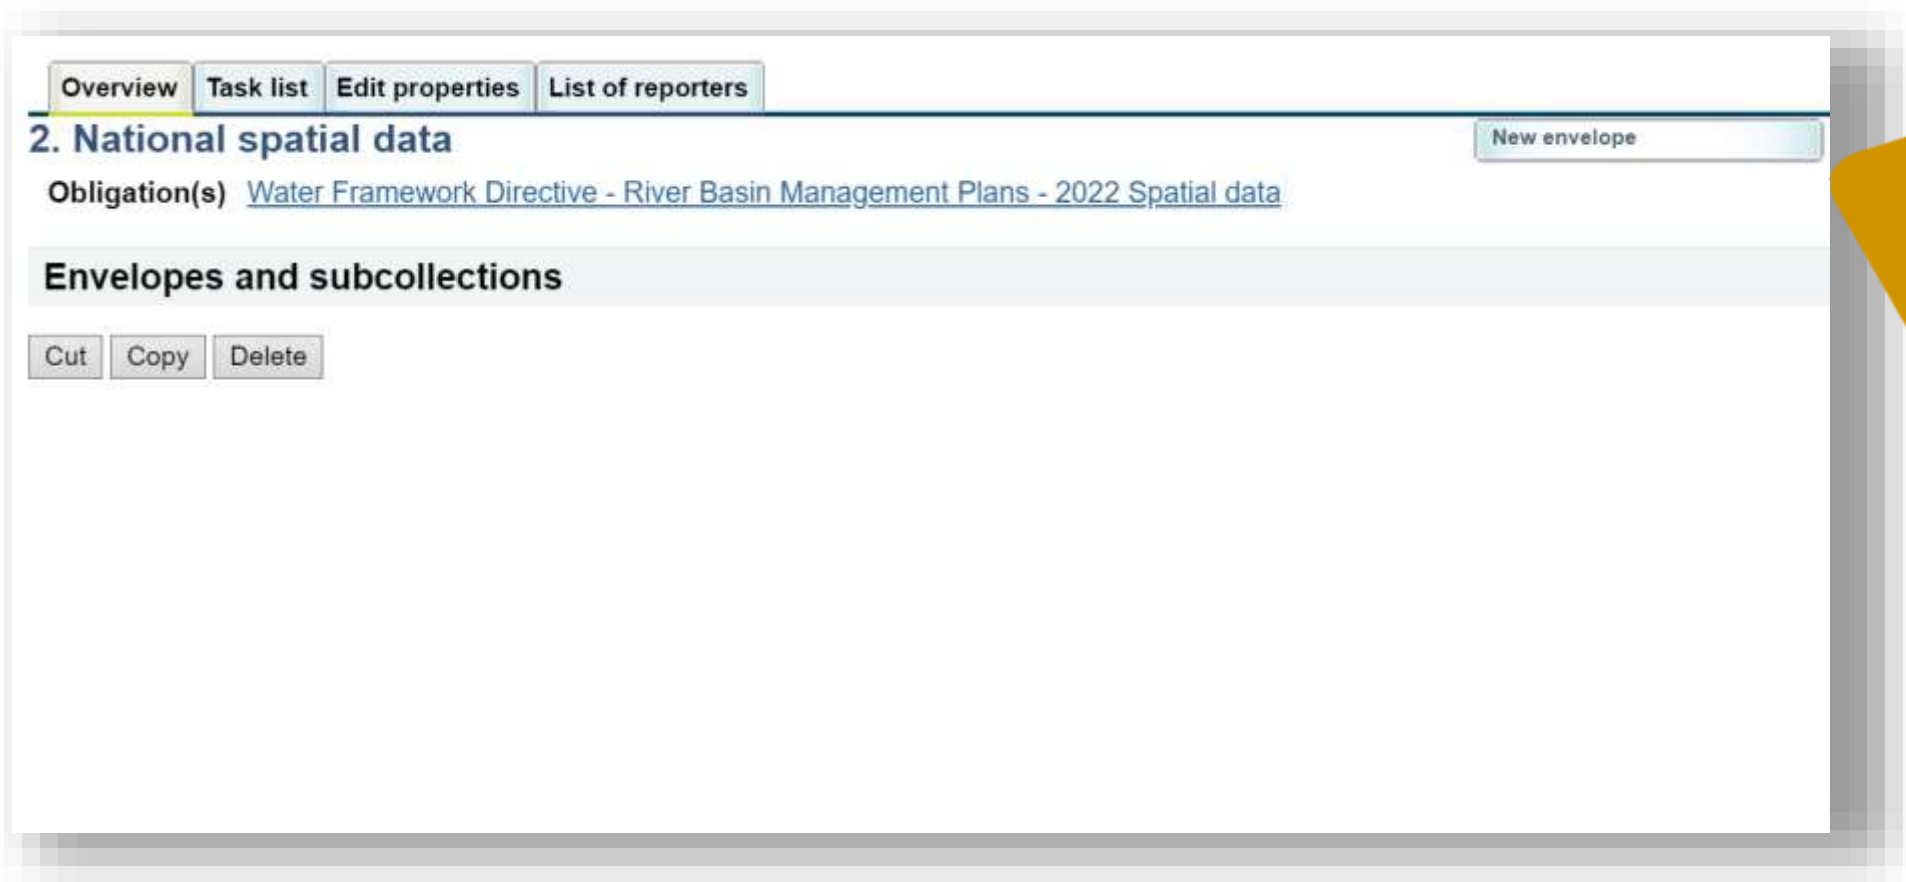 Overview Task list Edit properties List of reporters
2. National spatial data
New envelope
Obligation(s) Water Framework Directive - River Basin Management Plans - 2022 Spatial data
Envelopes and subcollections
Cut Copy Delete